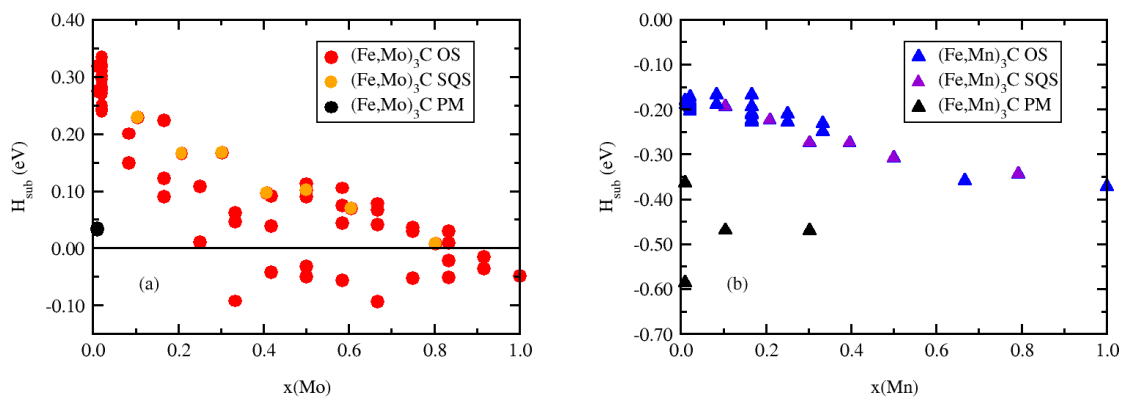 0.40
0.30
0.20
0.10
0.00
-0.10
H_sub (eV)
(Fe,Mo)₃C OS
(Fe,Mo)₃C SQS
(Fe,Mo)₃C PM
(a)
0.0 0.2 0.4 0.6 0.8 1.0
x(Mo)
0.00
-0.10
-0.20
-0.30
-0.40
-0.50
-0.60
-0.70
H_sub (eV)
(Fe,Mn)₃C OS
(Fe,Mn)₃C SQS
(Fe,Mn)₃C PM
(b)
0.0 0.2 0.4 0.6 0.8 1.0
x(Mn)